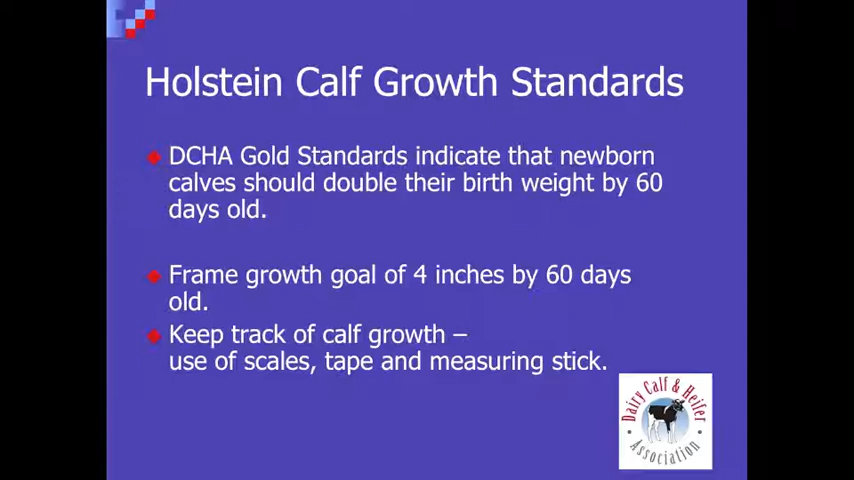 Holstein Calf Growth Standards
DCHA Gold Standards indicate that newborn
calves should double their birth weight by 60
days old.
Frame growth goal of 4 inches by 60 days
old.
Keep track of calf growth –
use of scales, tape and measuring stick.
Dairy Calf & Heifer
• Association •